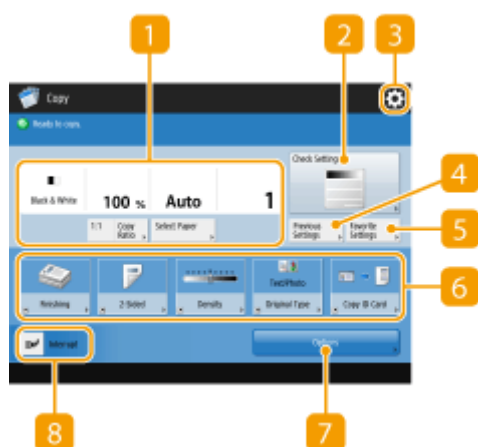 1
2
3
Copy
Ready to copy.
Check Setting
Black & White
100 %
Auto
1
4
1:1
Copy Ratio
Select Paper
Previous Settings
Favorite Settings
5
Text/Photo
6
Finishing
2-Sided
Density
Original Type
Copy ID Card
Interrupt
Options
8
7